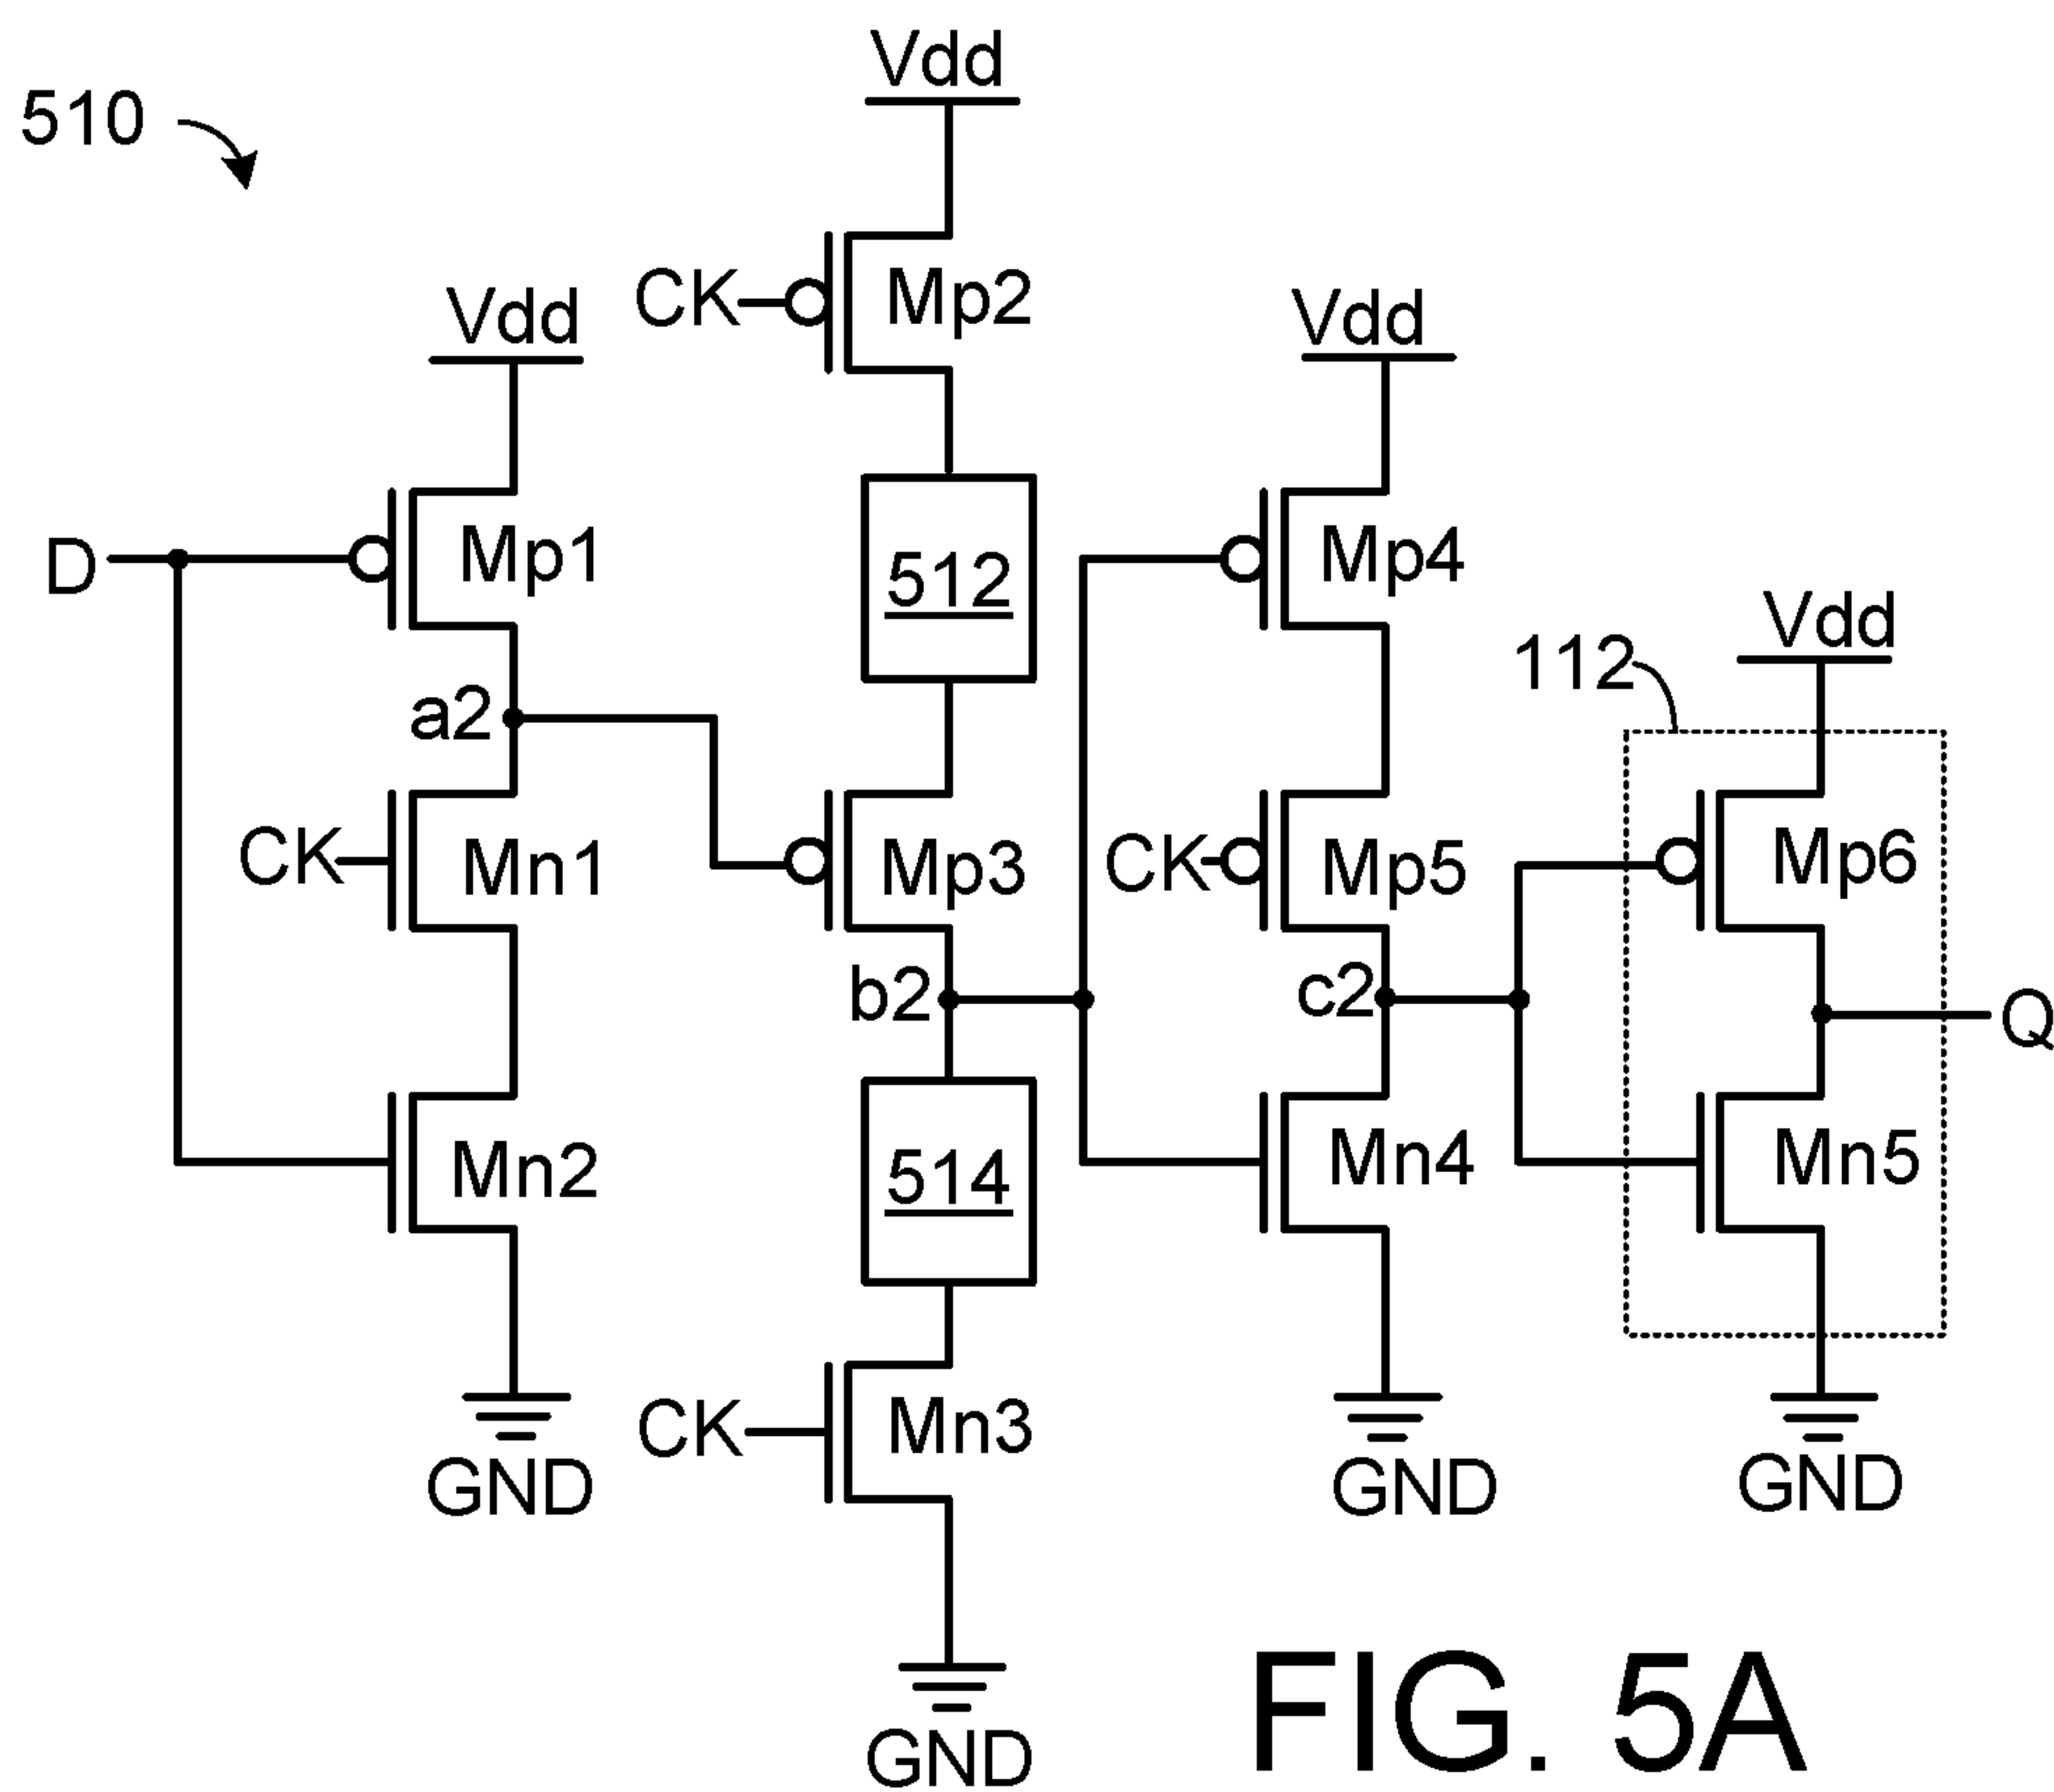 Vdd
510
CK
Mp2
Vdd
Vdd
D
Mp1
512
Mp4
Vdd
112
a2
CK
Mn1
Mp3
CK
Mp5
Mp6
b2
c2
Q
Mn2
514
Mn4
Mn5
CK
Mn3
GND
GND
GND
GND
FIG. 5A